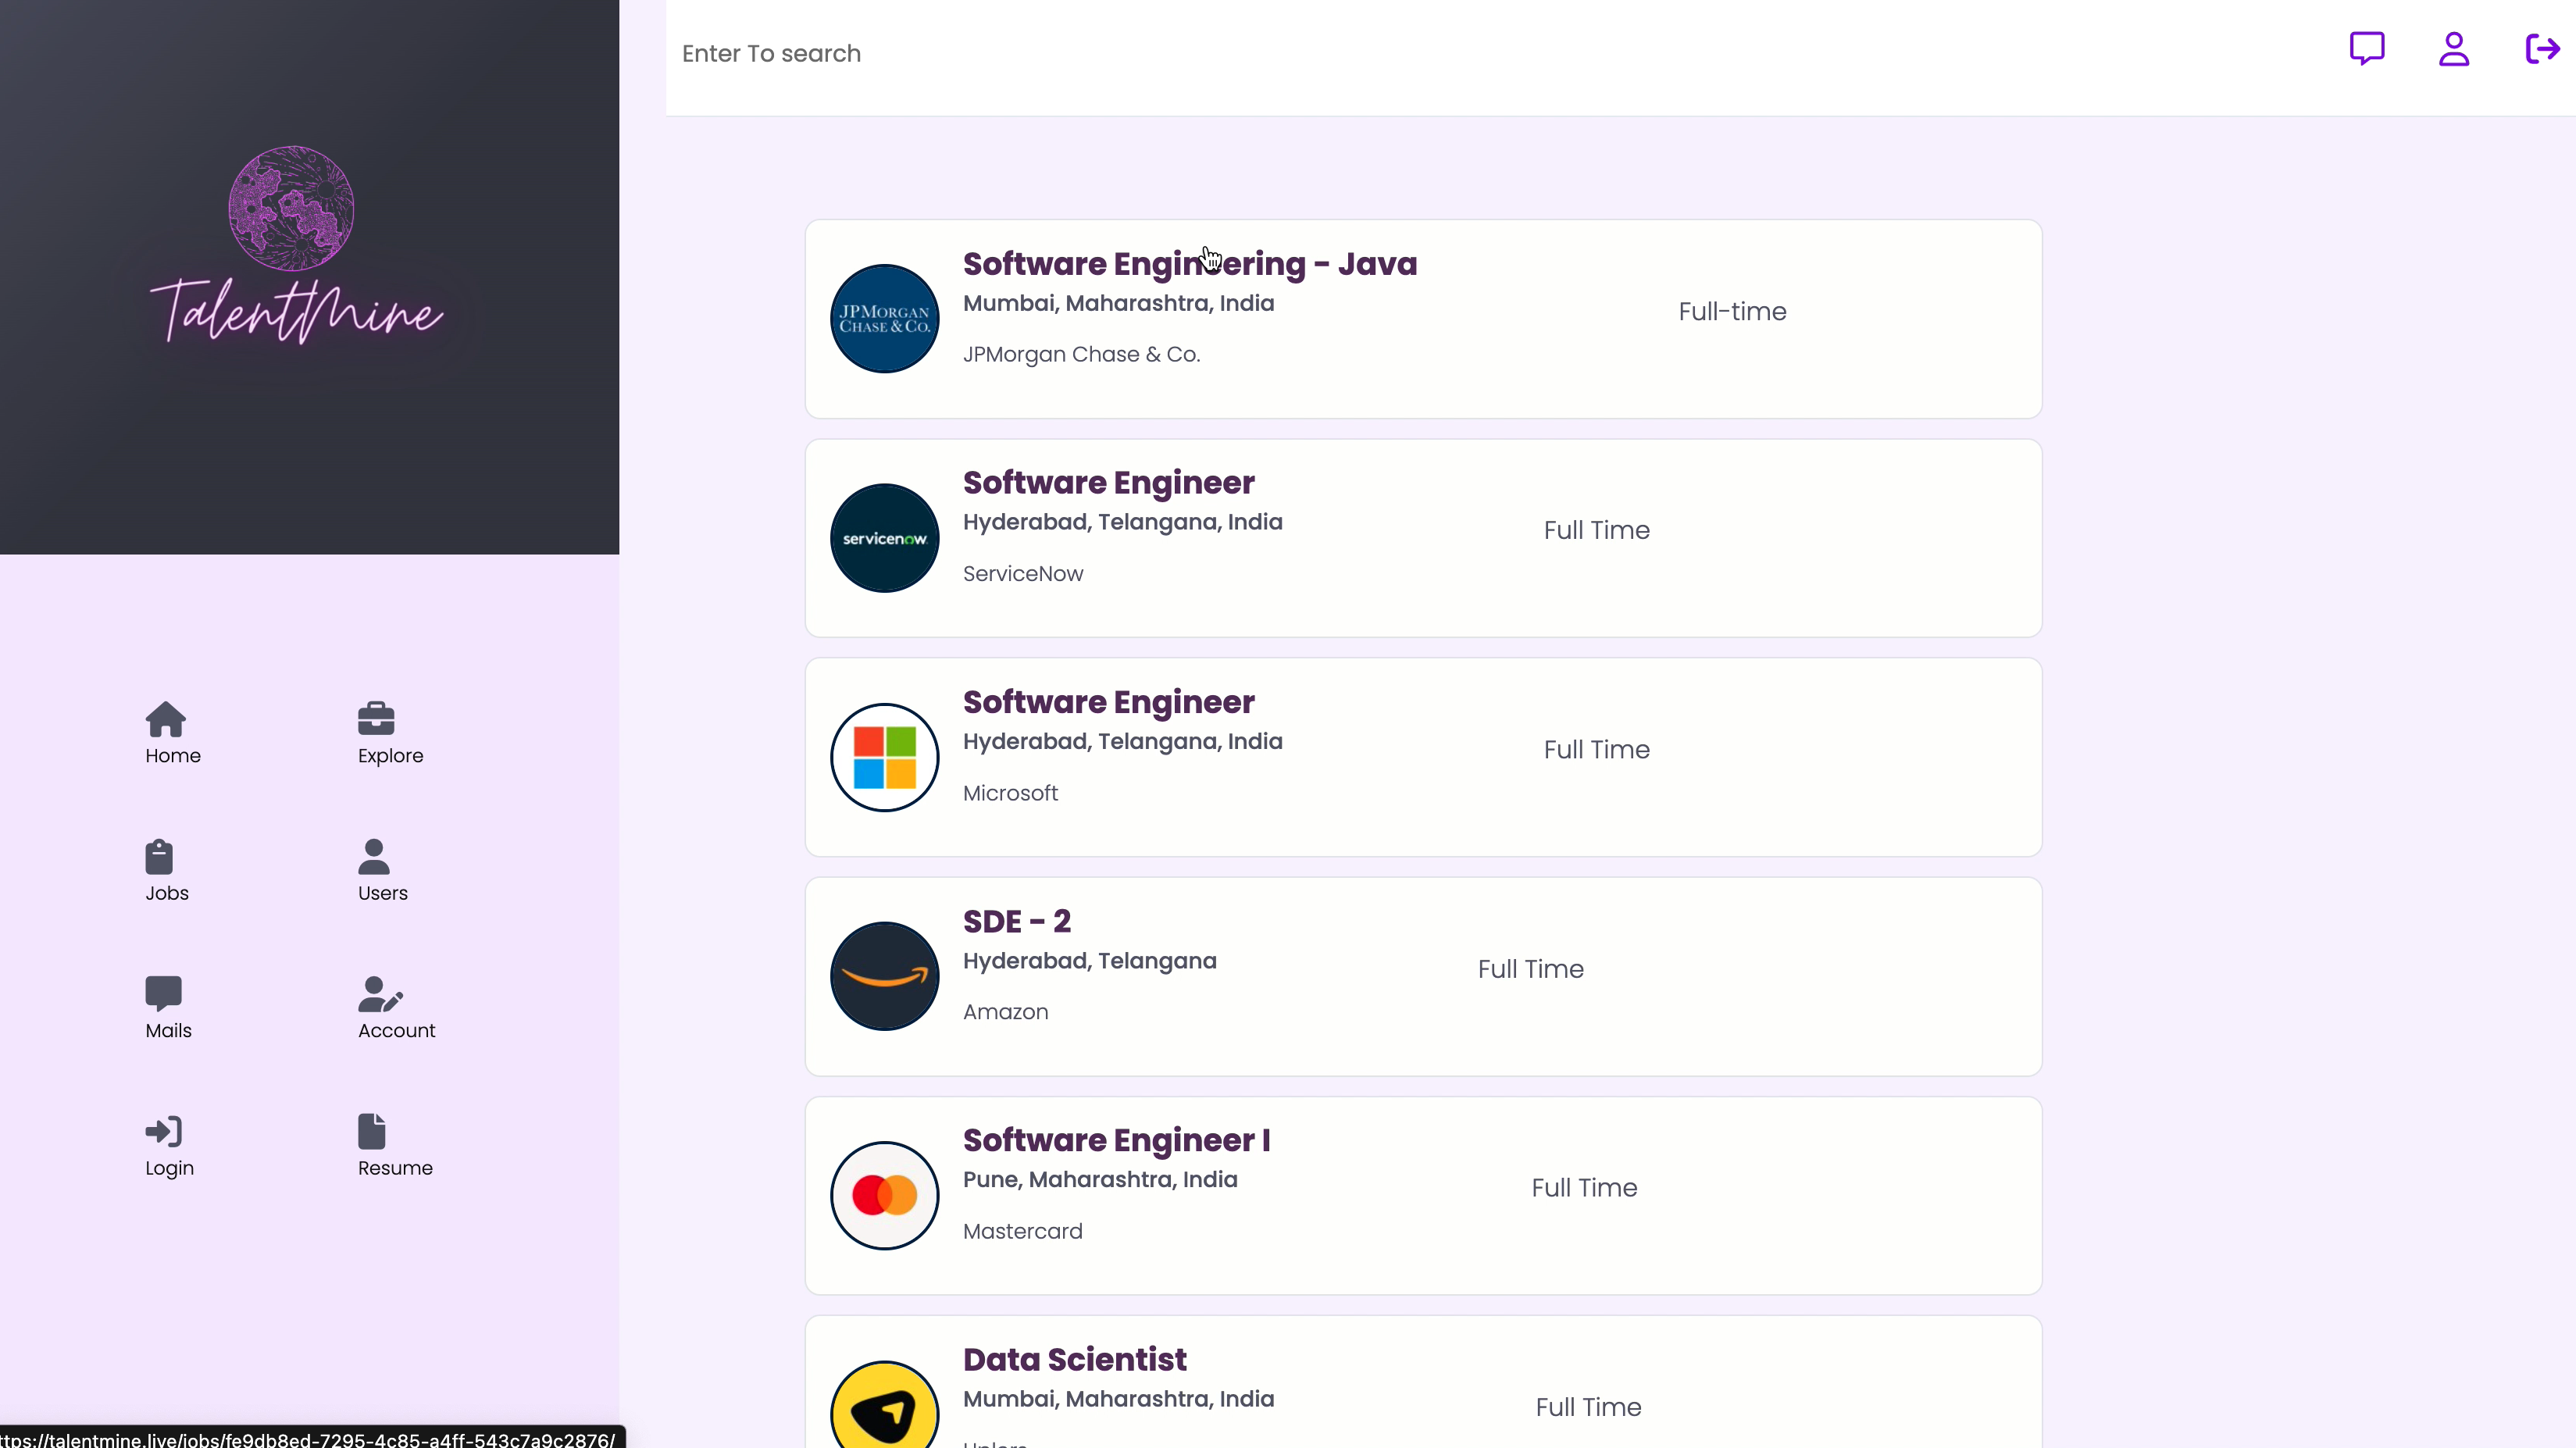 Enter To search
TalentMine
Home
Explore
Jobs
Users
Mails
Account
Login
Resume
Software Engineering - Java
Mumbai, Maharashtra, India
JPMorgan Chase & Co.
Full-time
JPMORGAN
CHASE & CO.
Software Engineer
Hyderabad, Telangana, India
ServiceNow
Full Time
servicenow.
Software Engineer
Hyderabad, Telangana, India
Microsoft
Full Time
SDE - 2
Hyderabad, Telangana
Amazon
Full Time
Software Engineer I
Pune, Maharashtra, India
Mastercard
Full Time
Data Scientist
Mumbai, Maharashtra, India
Full Time
ttps://talentmine.live/jobs/fe9db8ed-7295-4c85-a4ff-543c7a9c2876/